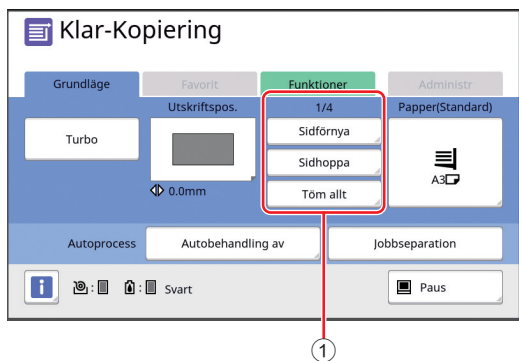 Klar-Kopiering
Grundläge Favorit Funktioner Administr
Utskriftspos. 1/4 Papper(Standard)
Turbo
Sidförnya
Sidhoppa
Töm allt
0.0mm
A3
Autoprocess Autobehandling av Jobbseparation
i : : Svart Paus
1